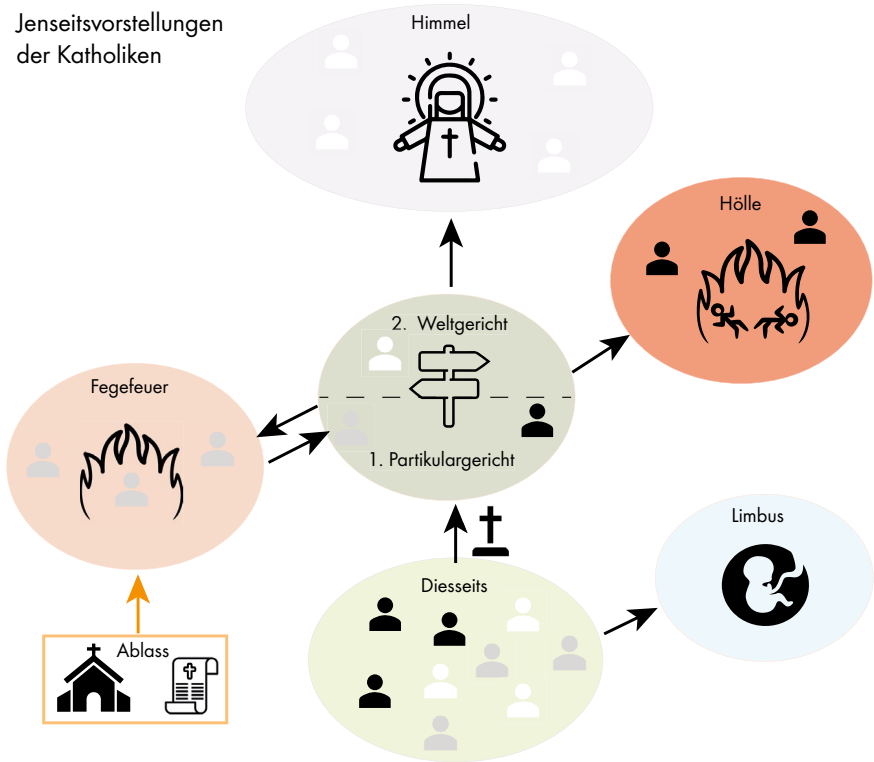 Jenseitsvorstellungen
der Katholiken
Himmel
Hölle
2. Weltgericht
Fegefeuer
1. Partikulargericht
Limbus
Diesseits
Ablass